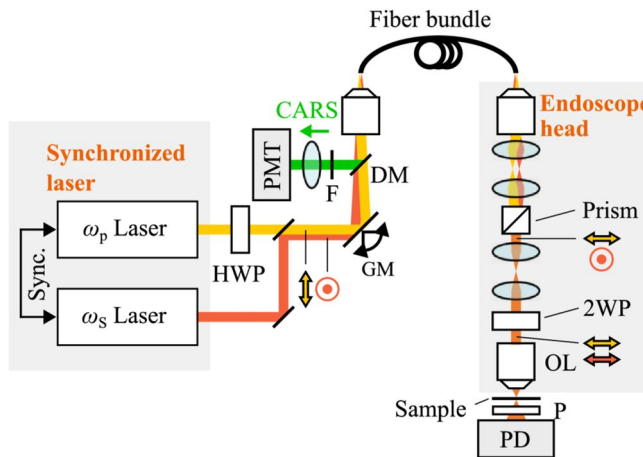 Fiber bundle
CARS
Endoscope
head
Synchronized
laser
PMT
F
DM
Prism
ωp Laser
HWP
GM
Sync.
ωS Laser
2WP
OL
Sample
P
PD